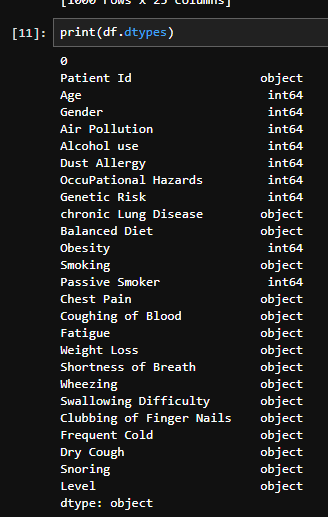 [1000 rows x 25 columns]
[11]: print(df.dtypes)
0
Patient Id object
Age int64
Gender int64
Air Pollution int64
Alcohol use int64
Dust Allergy int64
OccuPational Hazards int64
Genetic Risk int64
chronic Lung Disease object
Balanced Diet object
Obesity int64
Smoking object
Passive Smoker int64
Chest Pain object
Coughing of Blood object
Fatigue object
Weight Loss object
Shortness of Breath object
Wheezing object
Swallowing Difficulty object
Clubbing of Finger Nails object
Frequent Cold object
Dry Cough object
Snoring object
Level object
dtype: object